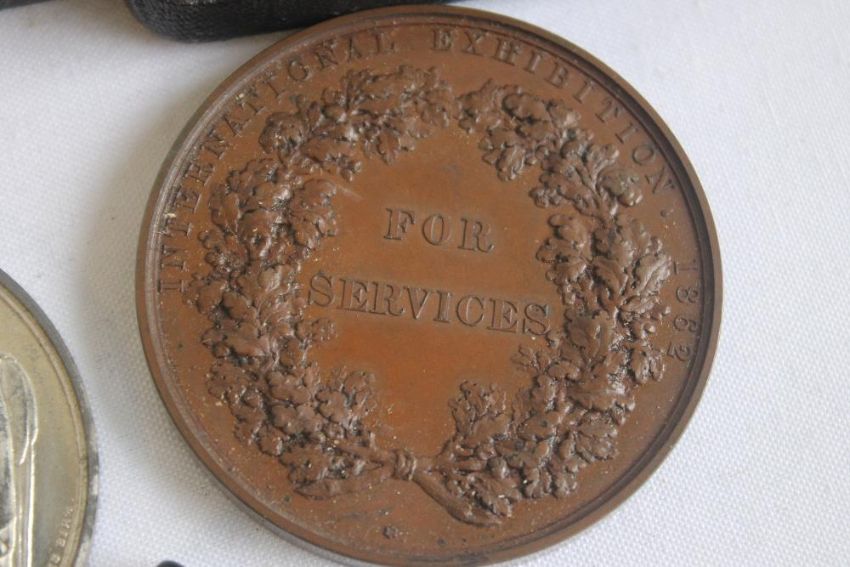 INTERNATIONAL EXHIBITION. 1862
FOR
SERVICES